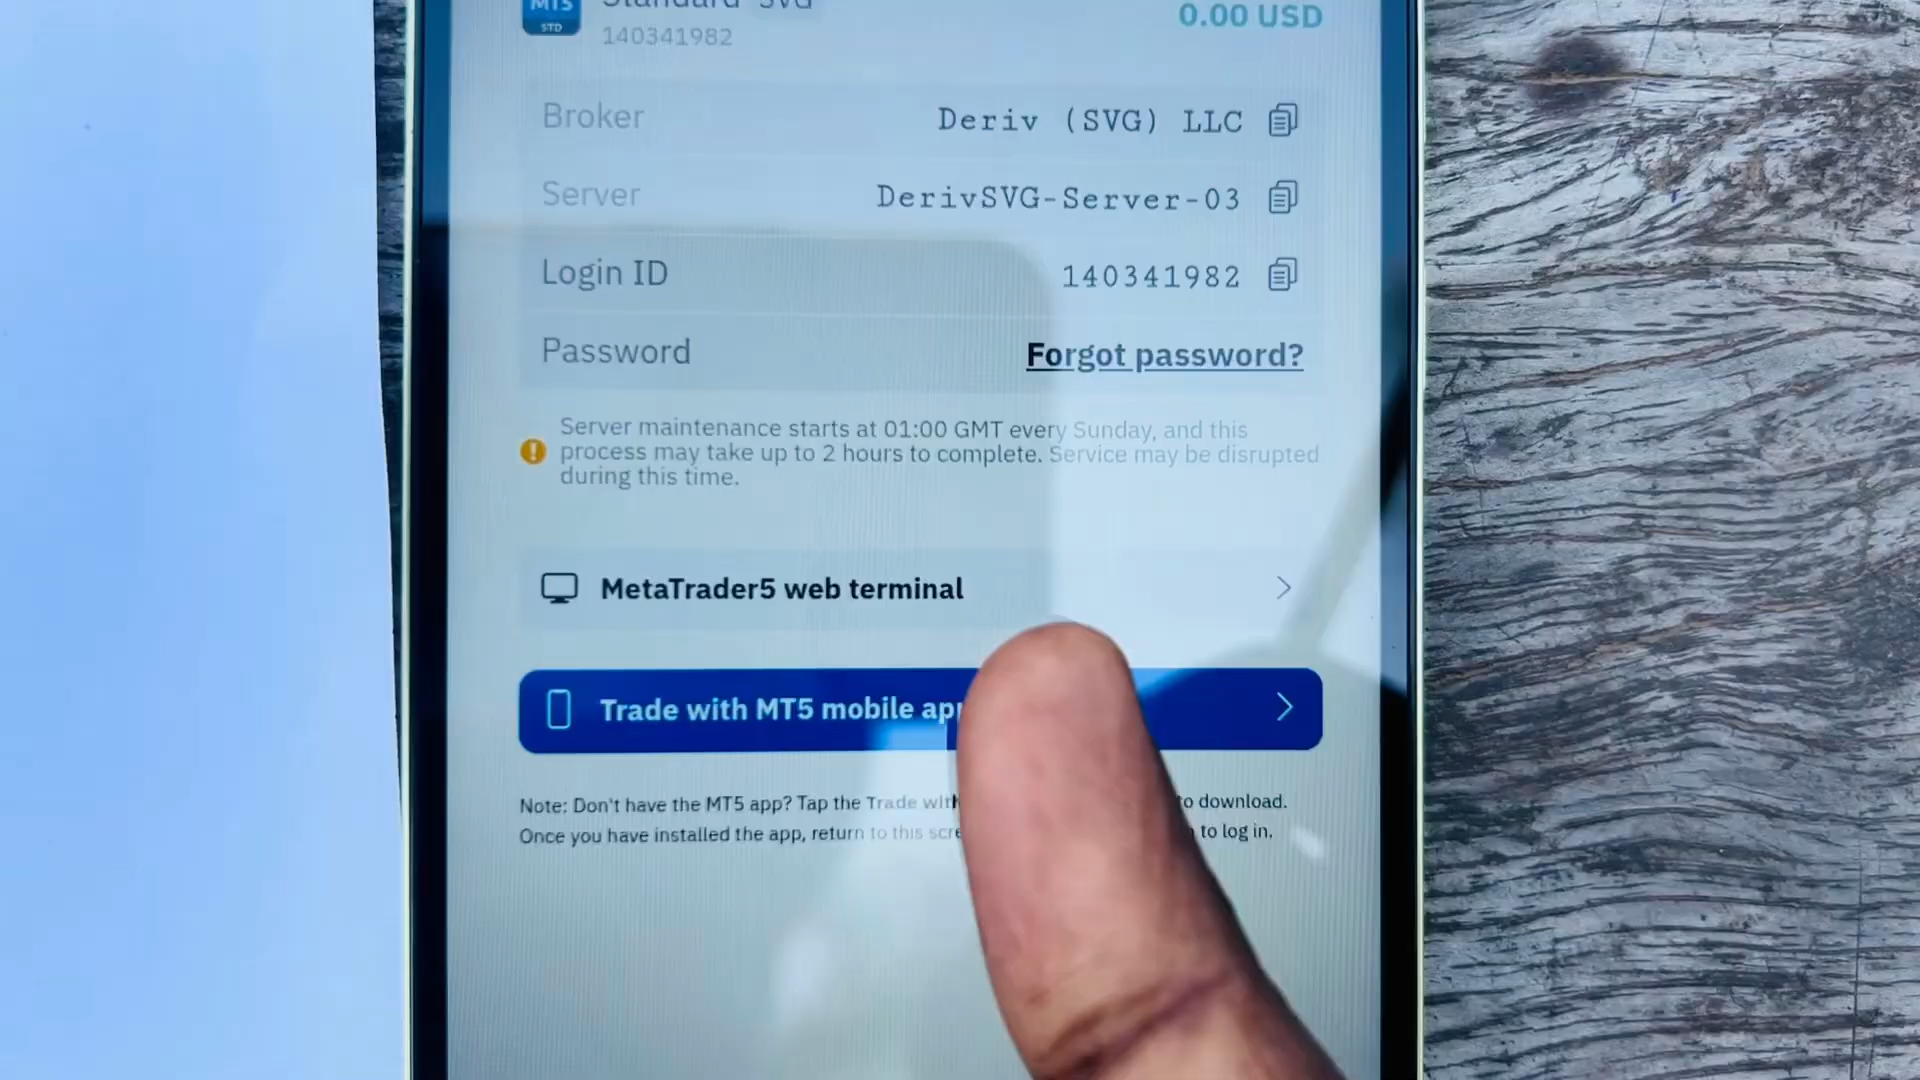 MT5
STD
Standard SVG
0.00 USD
140341982
Broker
Deriv (SVG) LLC
Server
DerivSVG-Server-03
Login ID
140341982
Password
Forgot password?
Server maintenance starts at 01:00 GMT every Sunday, and this
process may take up to 2 hours to complete. Service may be disrupted
during this time.
MetaTrader5 web terminal
Trade with MT5 mobile app
Note: Don't have the MT5 app? Tap the Trade with to download.
Once you have installed the app, return to this to log in.